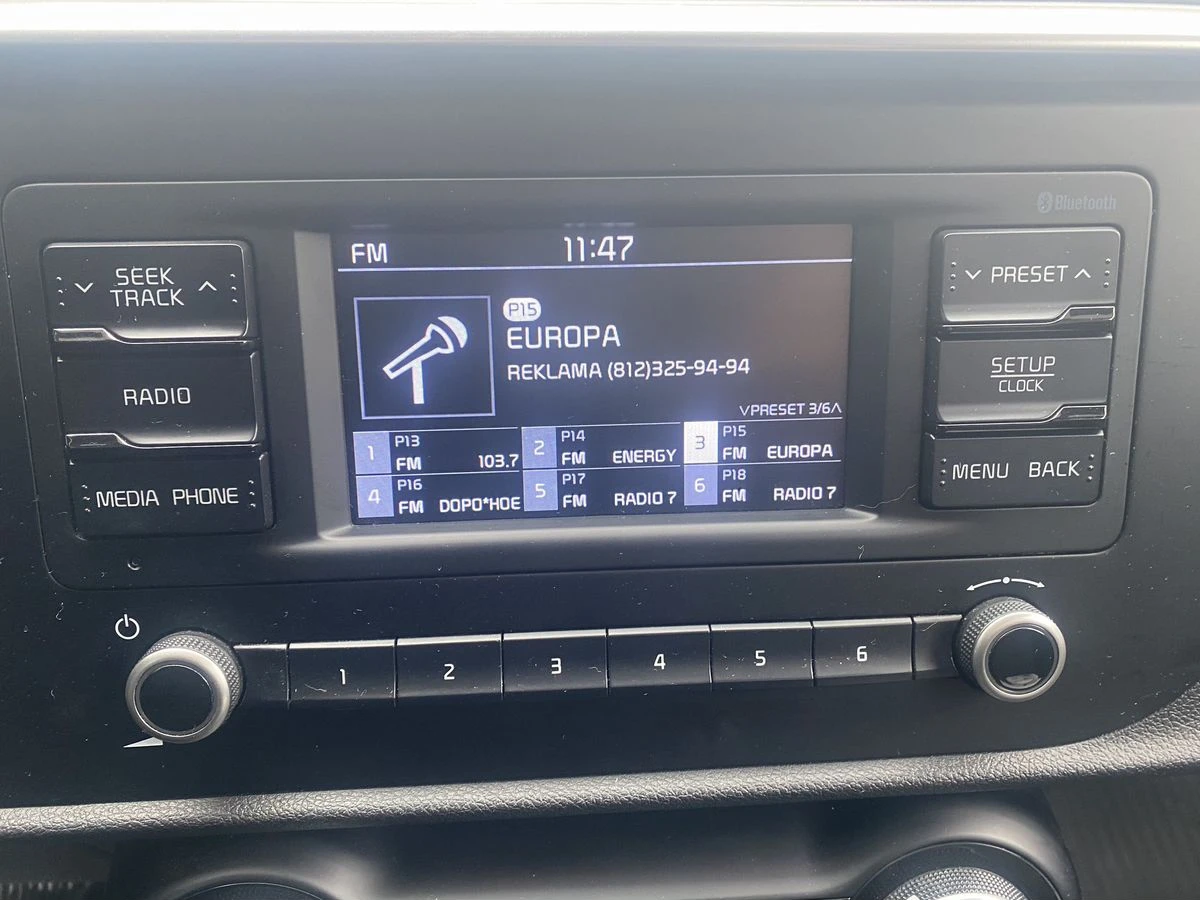 Bluetooth
SEEK
TRACK
RADIO
MEDIA PHONE
FM 11:47
P15
EUROPA
REKLAMA (812)325-94-94
PRESET 3/6
1 P13 FM 103.7
2 P14 FM ENERGY
3 P15 FM EUROPA
4 P16 FM DOPO*HOE
5 P17 FM RADIO 7
6 P18 FM RADIO 7
PRESET
SETUP
CLOCK
MENU BACK
1 2 3 4 5 6